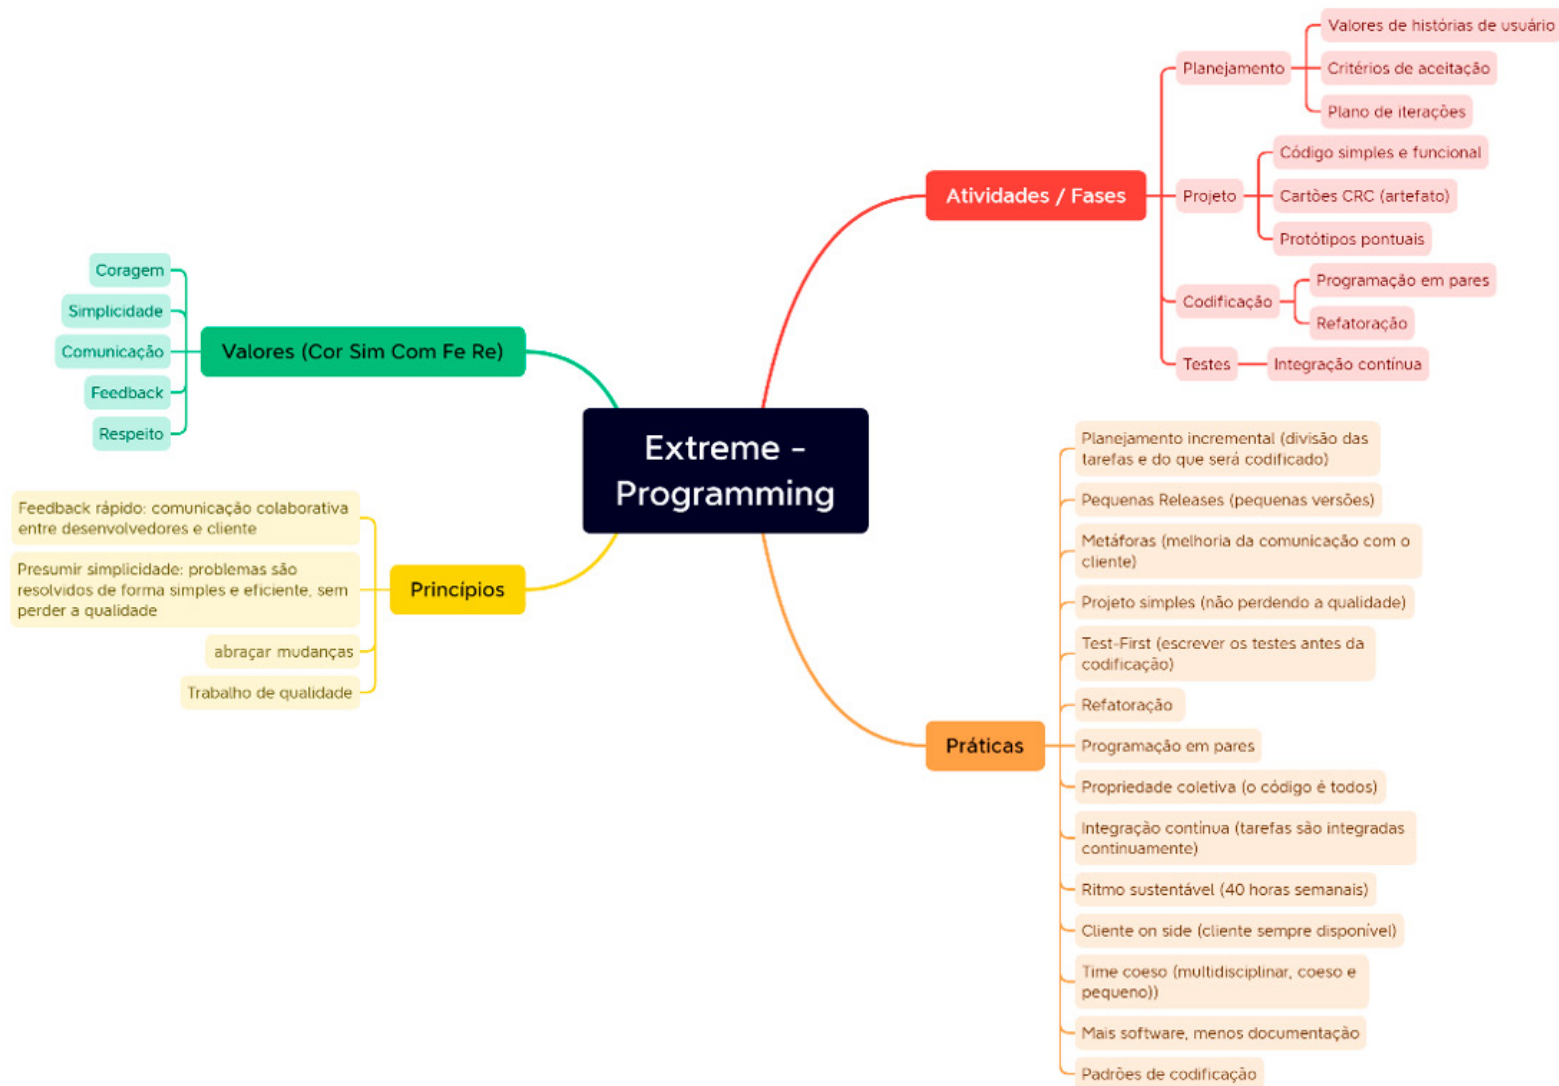 Extreme -
Programming
Valores (Cor Sim Com Fe Re)
Coragem
Simplicidade
Comunicação
Feedback
Respeito
Princípios
Feedback rápido: comunicação colaborativa
entre desenvolvedores e cliente
Presumir simplicidade: problemas são
resolvidos de forma simples e eficiente, sem
perder a qualidade
abraçar mudanças
Trabalho de qualidade
Atividades / Fases
Planejamento
Valores de histórias de usuário
Critérios de aceitação
Plano de iterações
Projeto
Código simples e funcional
Cartões CRC (artefato)
Protótipos pontuais
Codificação
Programação em pares
Refatoração
Testes
Integração contínua
Práticas
Planejamento incremental (divisão das
tarefas e do que será codificado)
Pequenas Releases (pequenas versões)
Metáforas (melhoria da comunicação com o
cliente)
Projeto simples (não perdendo a qualidade)
Test-First (escrever os testes antes da
codificação)
Refatoração
Programação em pares
Propriedade coletiva (o código é todos)
Integração contínua (tarefas são integradas
continuamente)
Ritmo sustentável (40 horas semanais)
Cliente on side (cliente sempre disponível)
Time coeso (multidisciplinar, coeso e
pequeno))
Mais software, menos documentação
Padrões de codificação